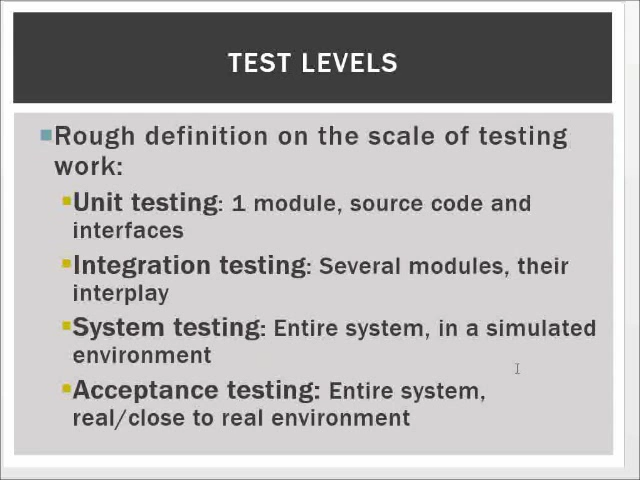 TEST LEVELS
Rough definition on the scale of testing
work:
Unit testing: 1 module, source code and
interfaces
Integration testing: Several modules, their
interplay
System testing: Entire system, in a simulated
environment
Acceptance testing: Entire system,
real/close to real environment